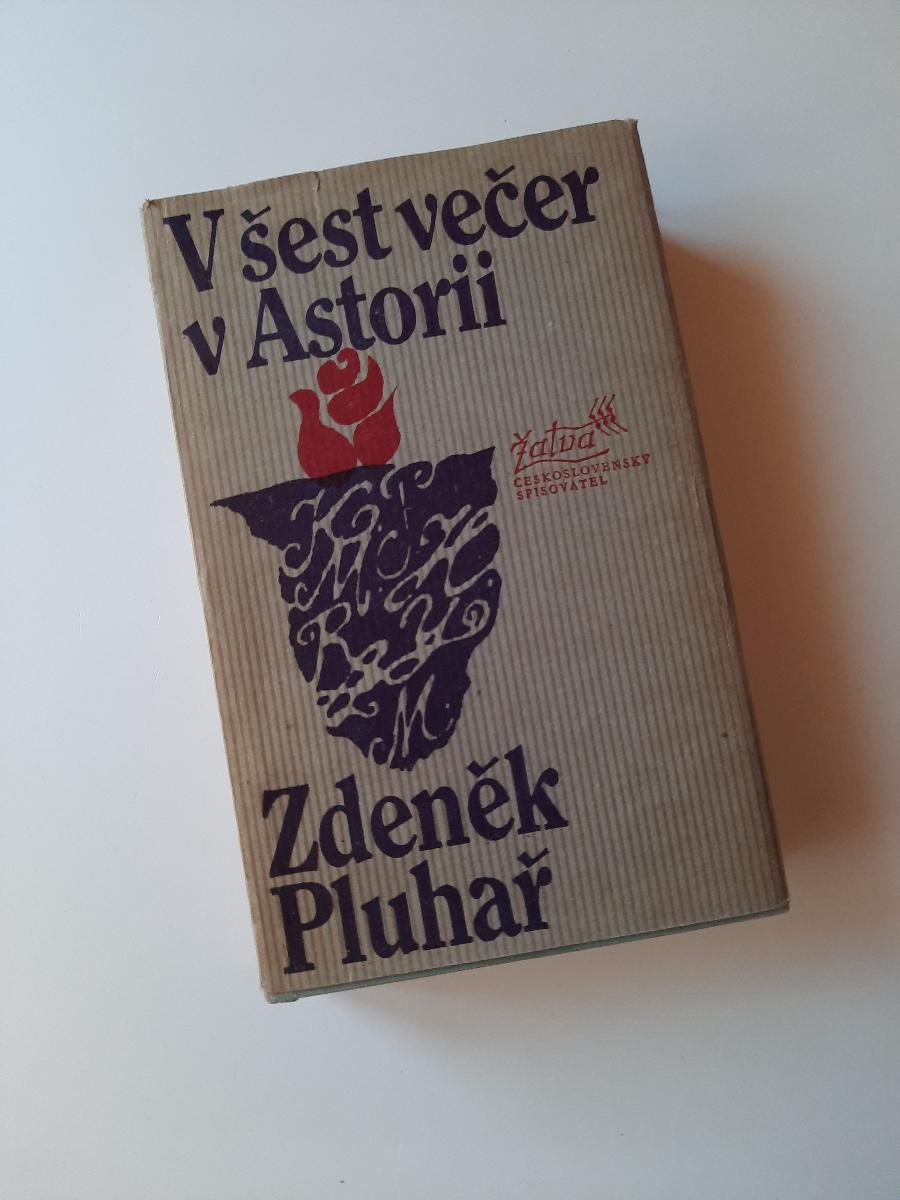 V šest večer
v Astorii
žatva
ČESKOSLOVENSKÝ
SPISOVATEL
K P
M
R
M
Zdeněk
Pluhař